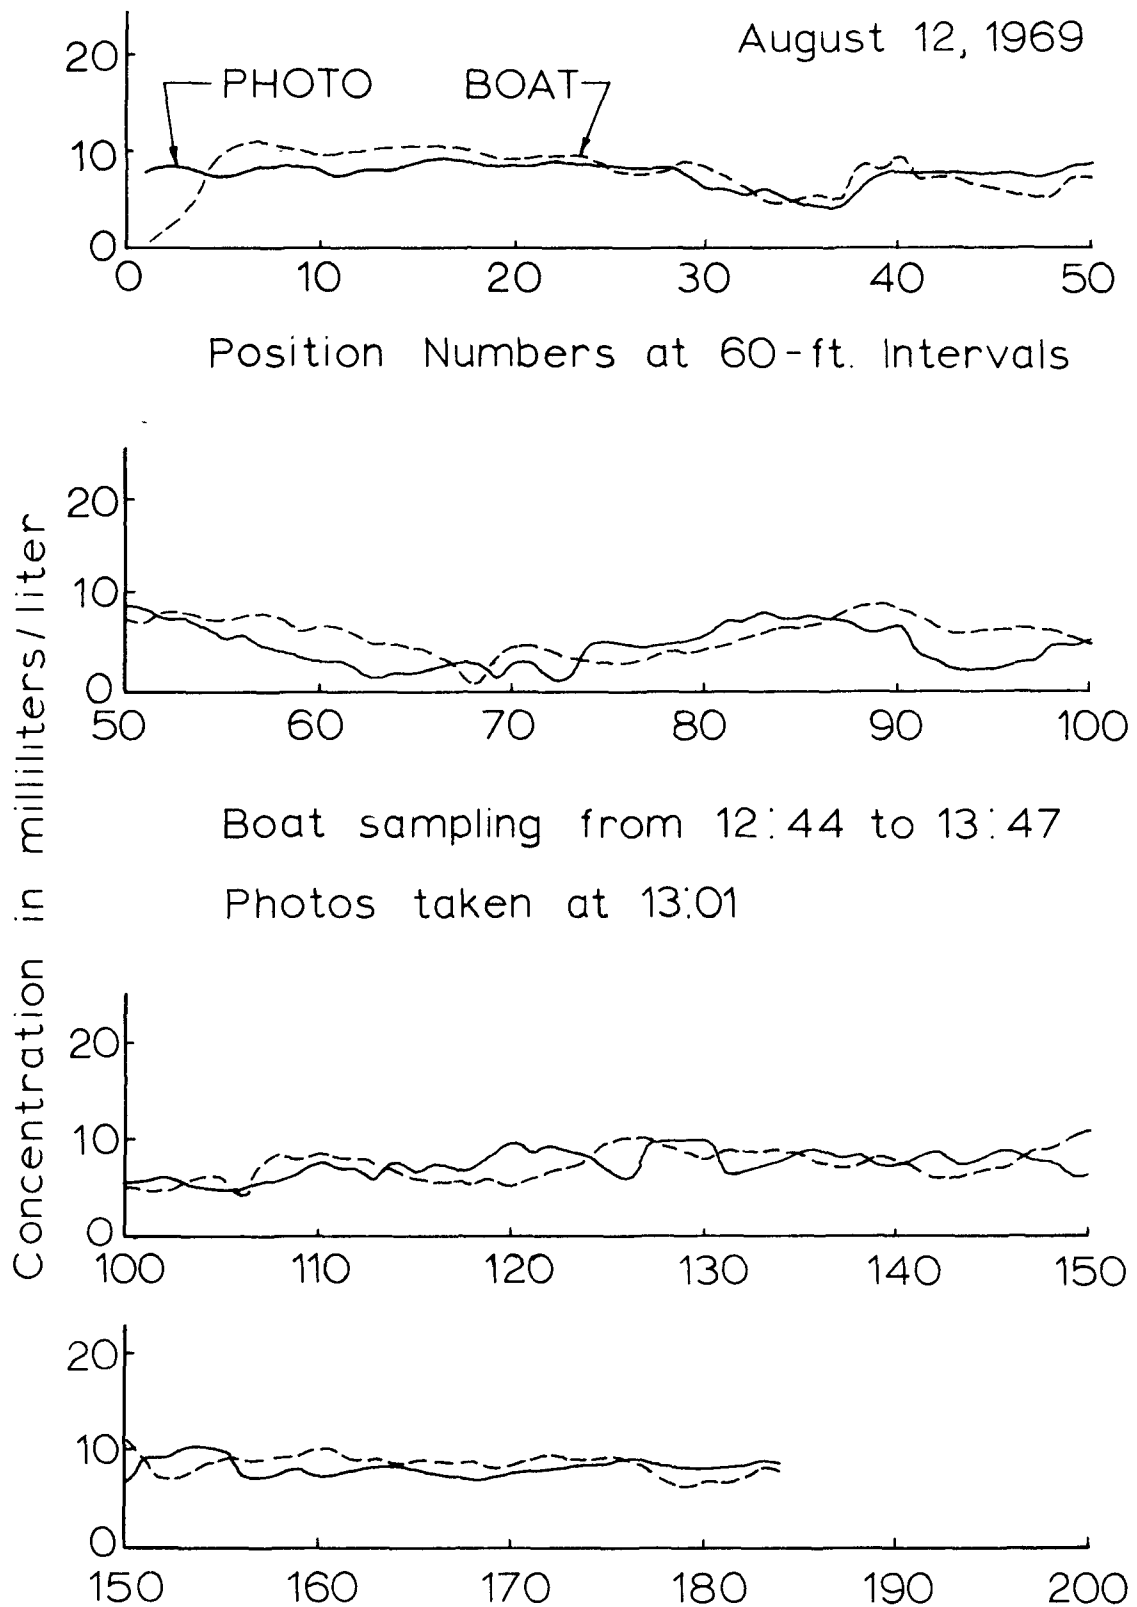 August 12, 1969
20
PHOTO BOAT
10
0
0 10 20 30 40 50
Position Numbers at 60-ft. Intervals
20
10
0
50 60 70 80 90 100
Boat sampling from 12:44 to 13:47
Photos taken at 13:01
Concentration in milliliters/liter
20
10
0
100 110 120 130 140 150
20
10
0
150 160 170 180 190 200